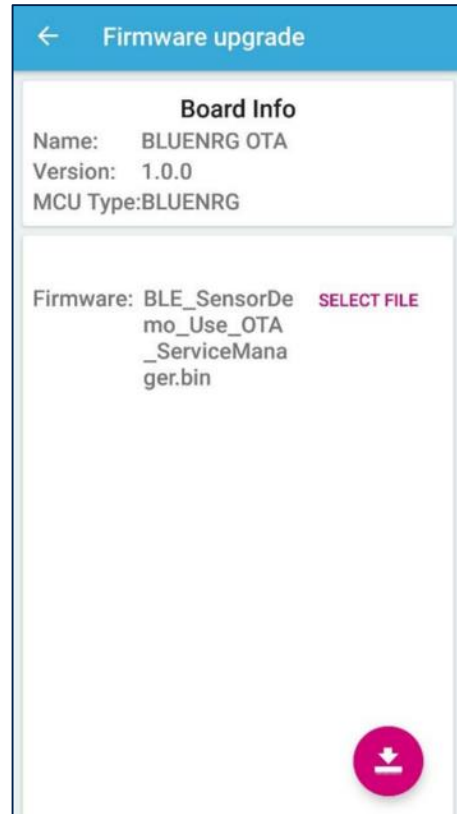 Firmware upgrade
Board Info
Name: BLUENRG OTA
Version: 1.0.0
MCU Type:BLUENRG
Firmware: BLE_SensorDe SELECT FILE
mo_Use_OTA
_ServiceMana
ger.bin